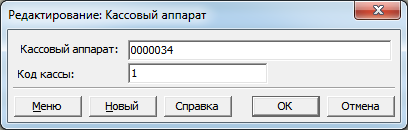 Редактирование: Кассовый аппарат
Кассовый аппарат: 0000034
Код кассы: 1
Меню Новый Справка OK Отмена